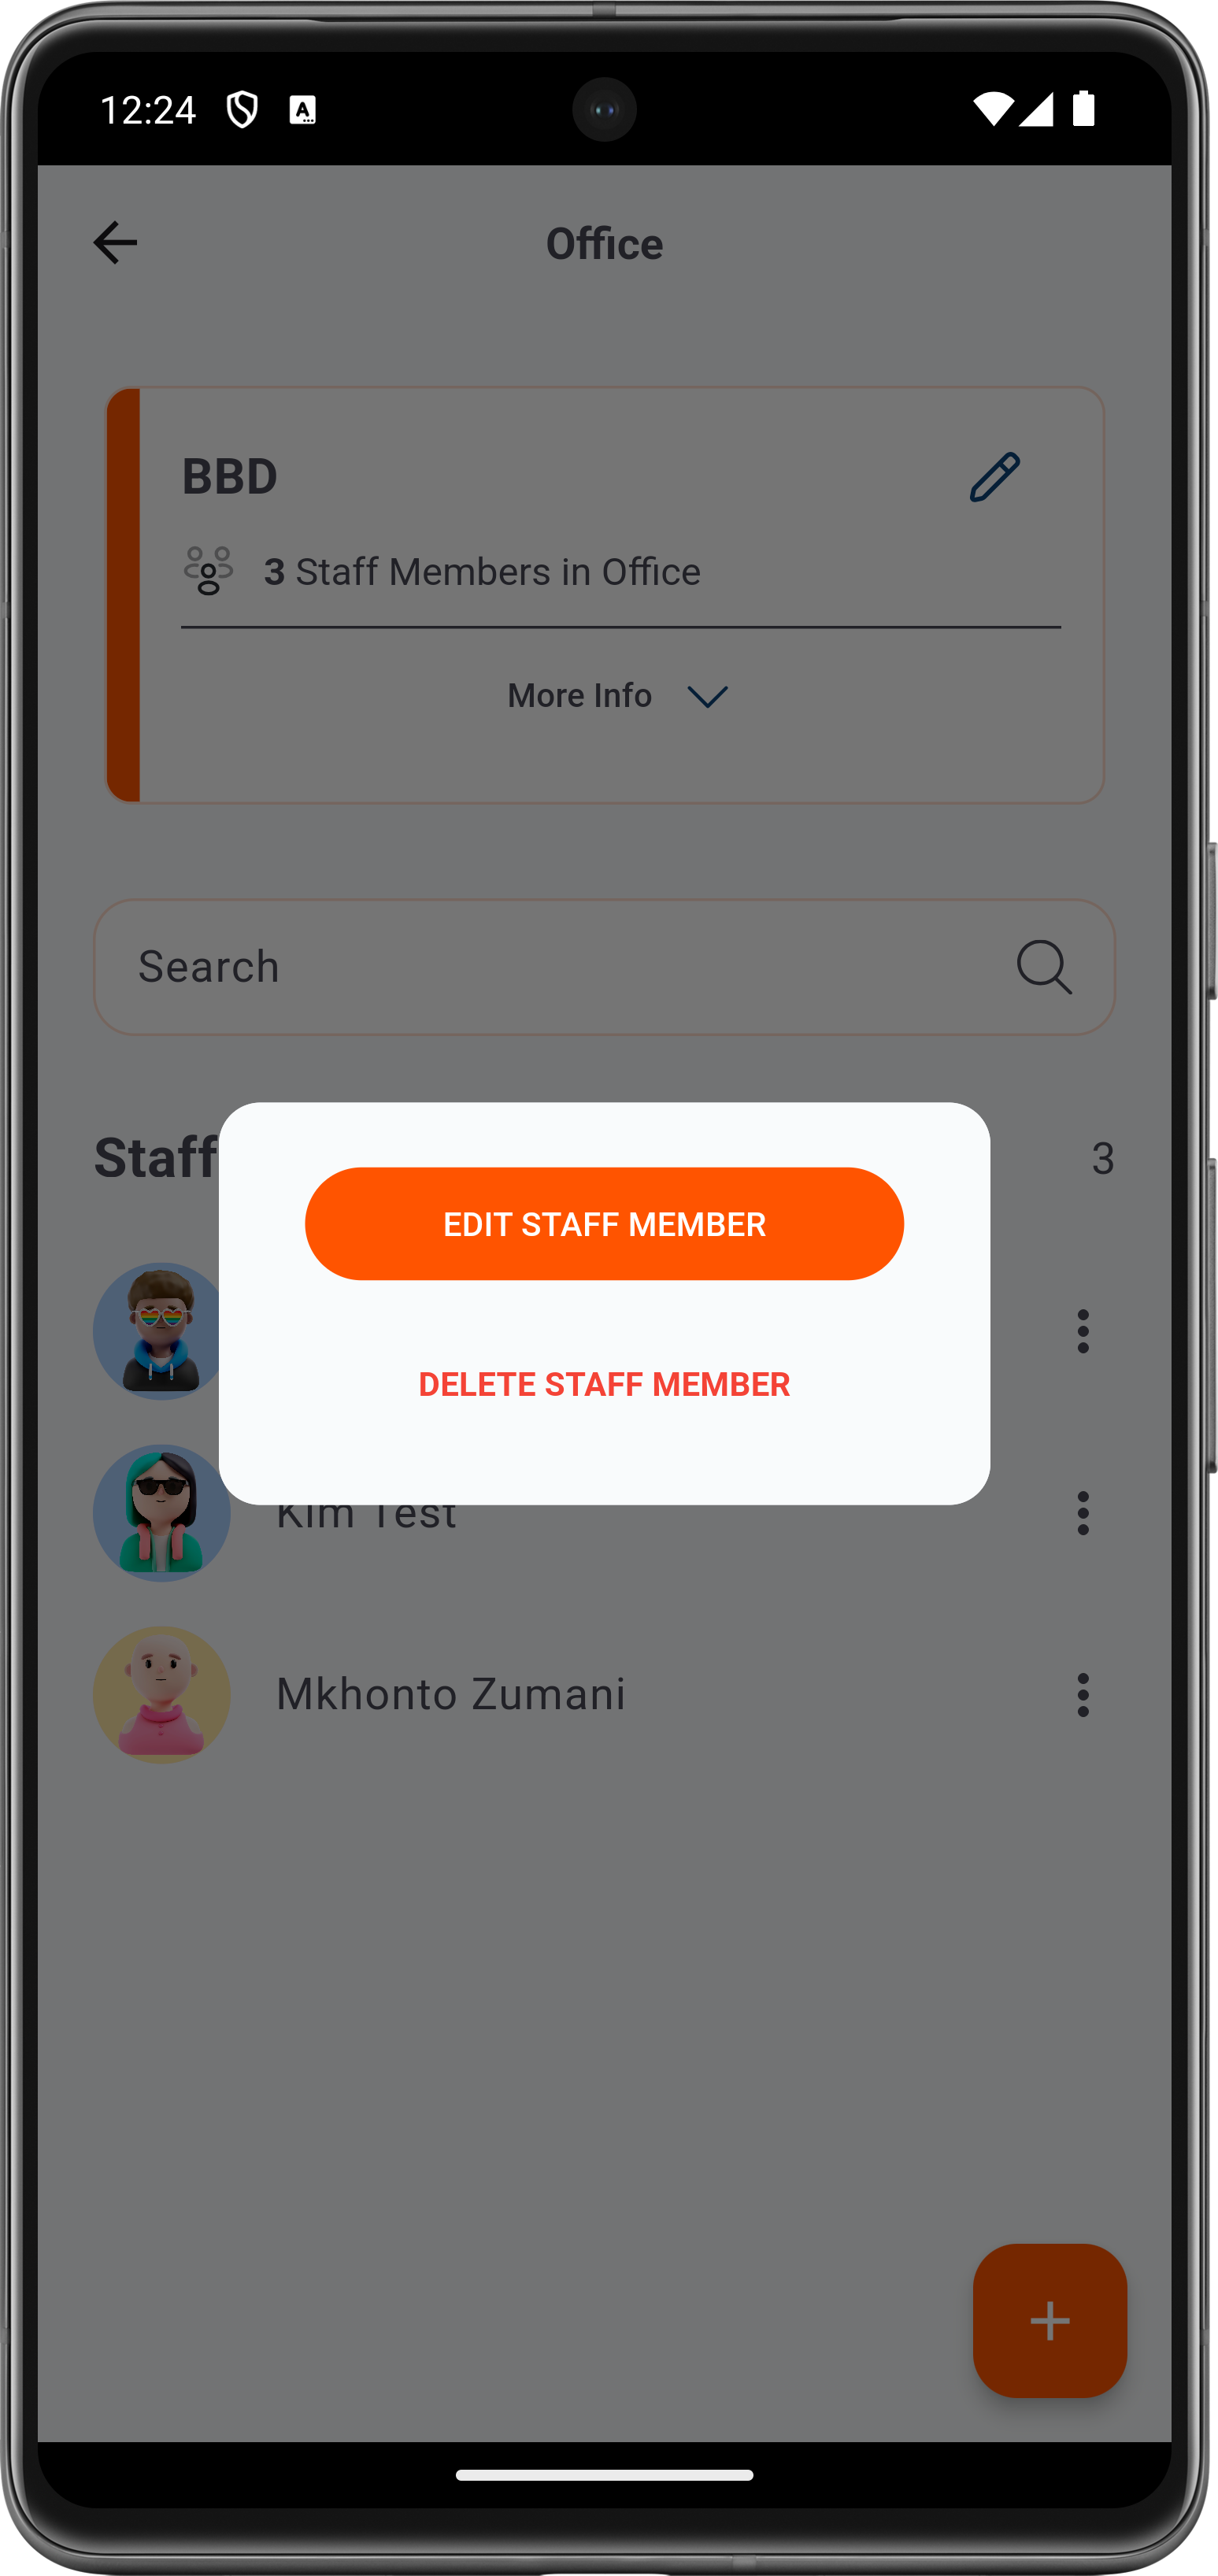 12:24
Office
BBD
3 Staff Members in Office
More Info
Search
Staff
3
EDIT STAFF MEMBER
DELETE STAFF MEMBER
Kim Test
Mkhonto Zumani